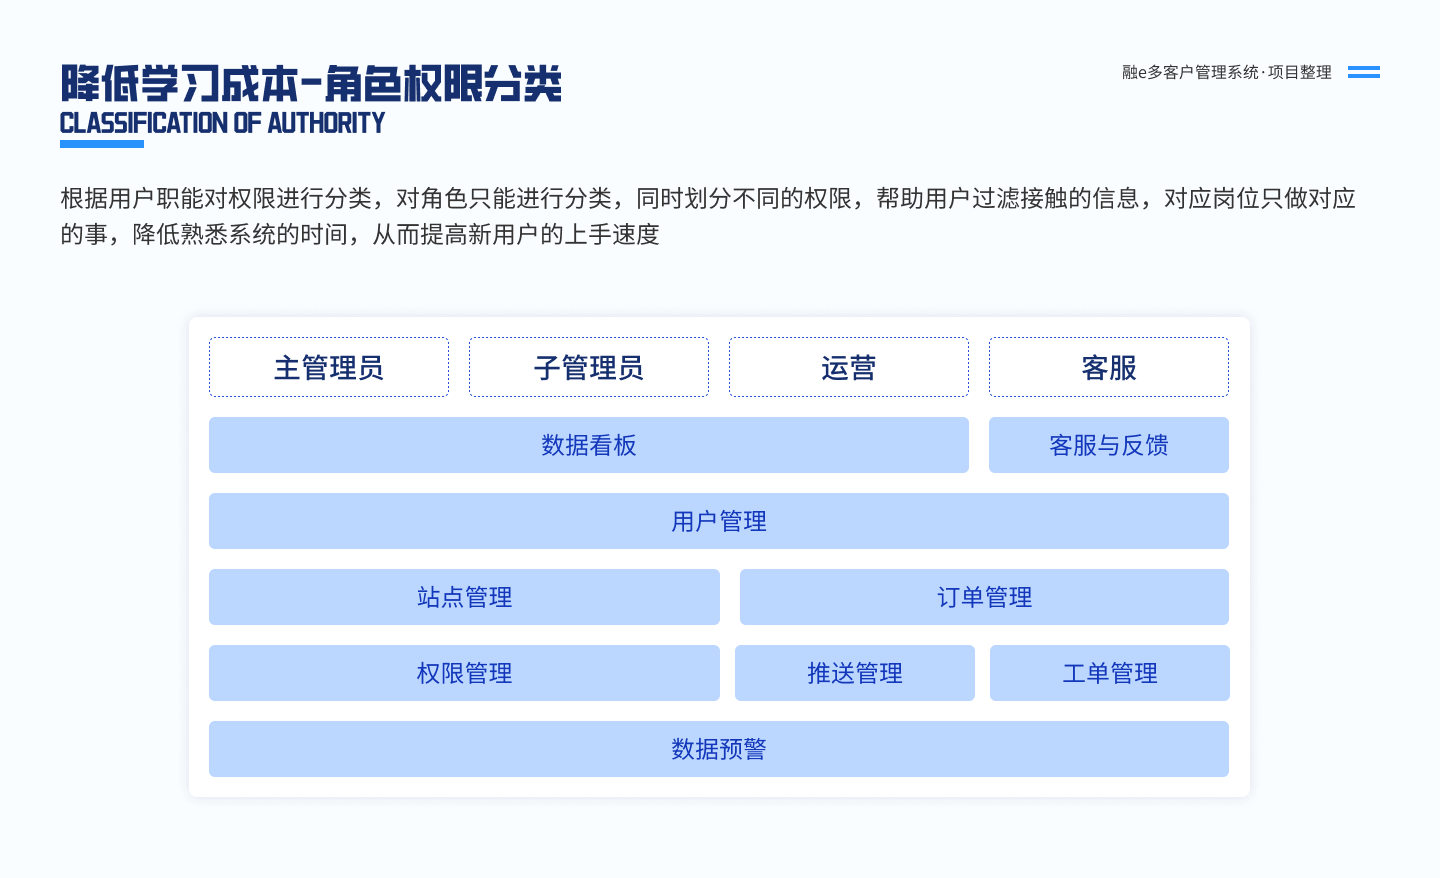 降低学习成本-角色权限分类
融e多客户管理系统·项目整理
CLASSIFICATION OF AUTHORITY
根据用户职能对权限进行分类，对角色只能进行分类，同时划分不同的权限，帮助用户过滤接触的信息，对应岗位只做对应
的事，降低熟悉系统的时间，从而提高新用户的上手速度
主管理员
子管理员
运营
客服
数据看板
客服与反馈
用户管理
站点管理
订单管理
权限管理
推送管理
工单管理
数据预警